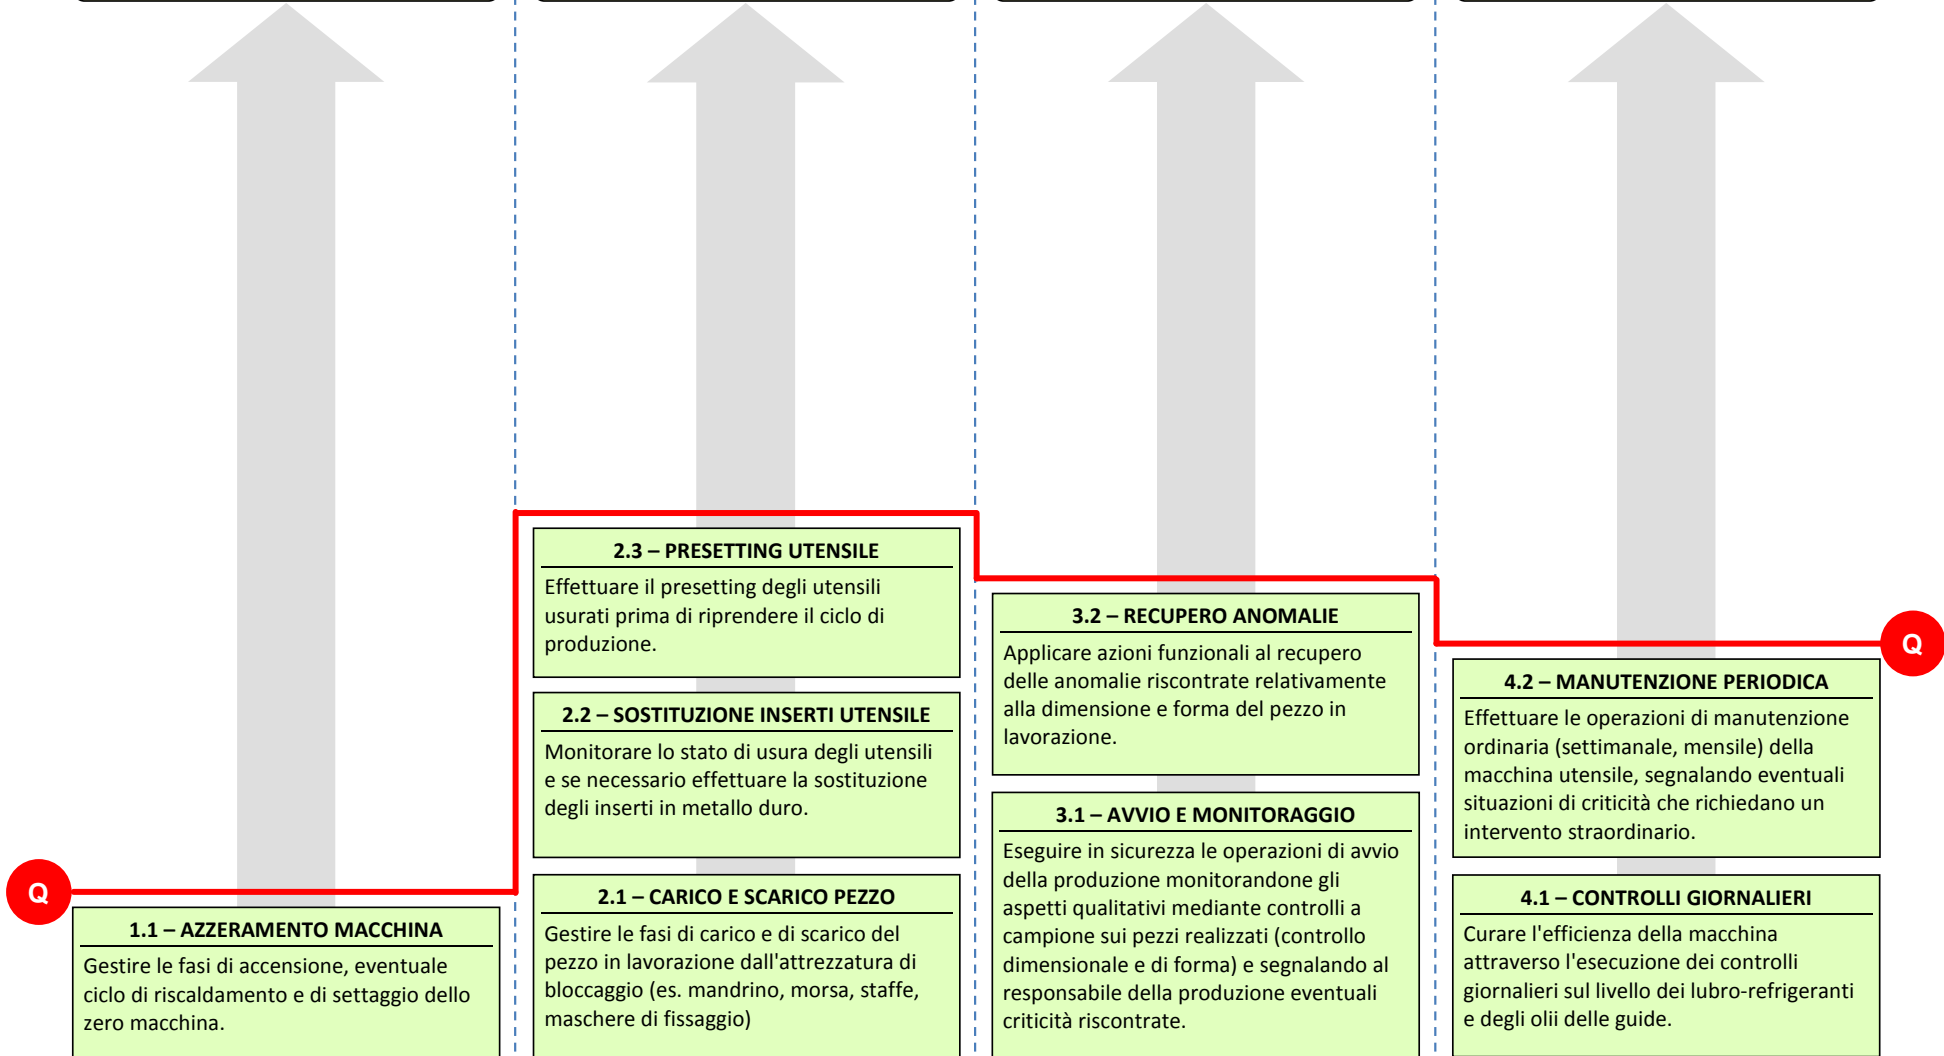 Q
1.1 – AZZERAMENTO MACCHINA
Gestire le fasi di accensione, eventuale
ciclo di riscaldamento e di settaggio dello
zero macchina.
2.3 – PRESETTING UTENSILE
Effettuare il presetting degli utensili
usurati prima di riprendere il ciclo di
produzione.
2.2 – SOSTITUZIONE INSERTI UTENSILE
Monitorare lo stato di usura degli utensili
e se necessario effettuare la sostituzione
degli inserti in metallo duro.
2.1 – CARICO E SCARICO PEZZO
Gestire le fasi di carico e di scarico del
pezzo in lavorazione dall'attrezzatura di
bloccaggio (es. mandrino, morsa, staffe,
maschere di fissaggio)
3.2 – RECUPERO ANOMALIE
Applicare azioni funzionali al recupero
delle anomalie riscontrate relativamente
alla dimensione e forma del pezzo in
lavorazione.
3.1 – AVVIO E MONITORAGGIO
Eseguire in sicurezza le operazioni di avvio
della produzione monitorandone gli
aspetti qualitativi mediante controlli a
campione sui pezzi realizzati (controllo
dimensionale e di forma) e segnalando al
responsabile della produzione eventuali
criticità riscontrate.
4.2 – MANUTENZIONE PERIODICA
Effettuare le operazioni di manutenzione
ordinaria (settimanale, mensile) della
macchina utensile, segnalando eventuali
situazioni di criticità che richiedano un
intervento straordinario.
4.1 – CONTROLLI GIORNALIERI
Curare l'efficienza della macchina
attraverso l'esecuzione dei controlli
giornalieri sul livello dei lubro-refrigeranti
e degli olii delle guide.
Q